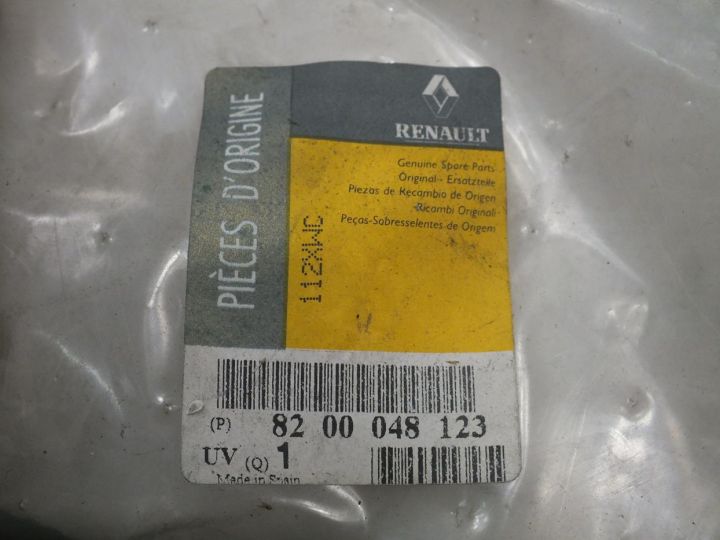 RENAULT
PIÈCES D'ORIGINE
Genuine Spare Parts
Original - Ersatzteile
Piezas de Recambio de Origen
Ricambi Originali
Peças-Sobresselentes de Origem
112XWC
(P) 82 00 048 123
UV (Q) 1
Made in Spain